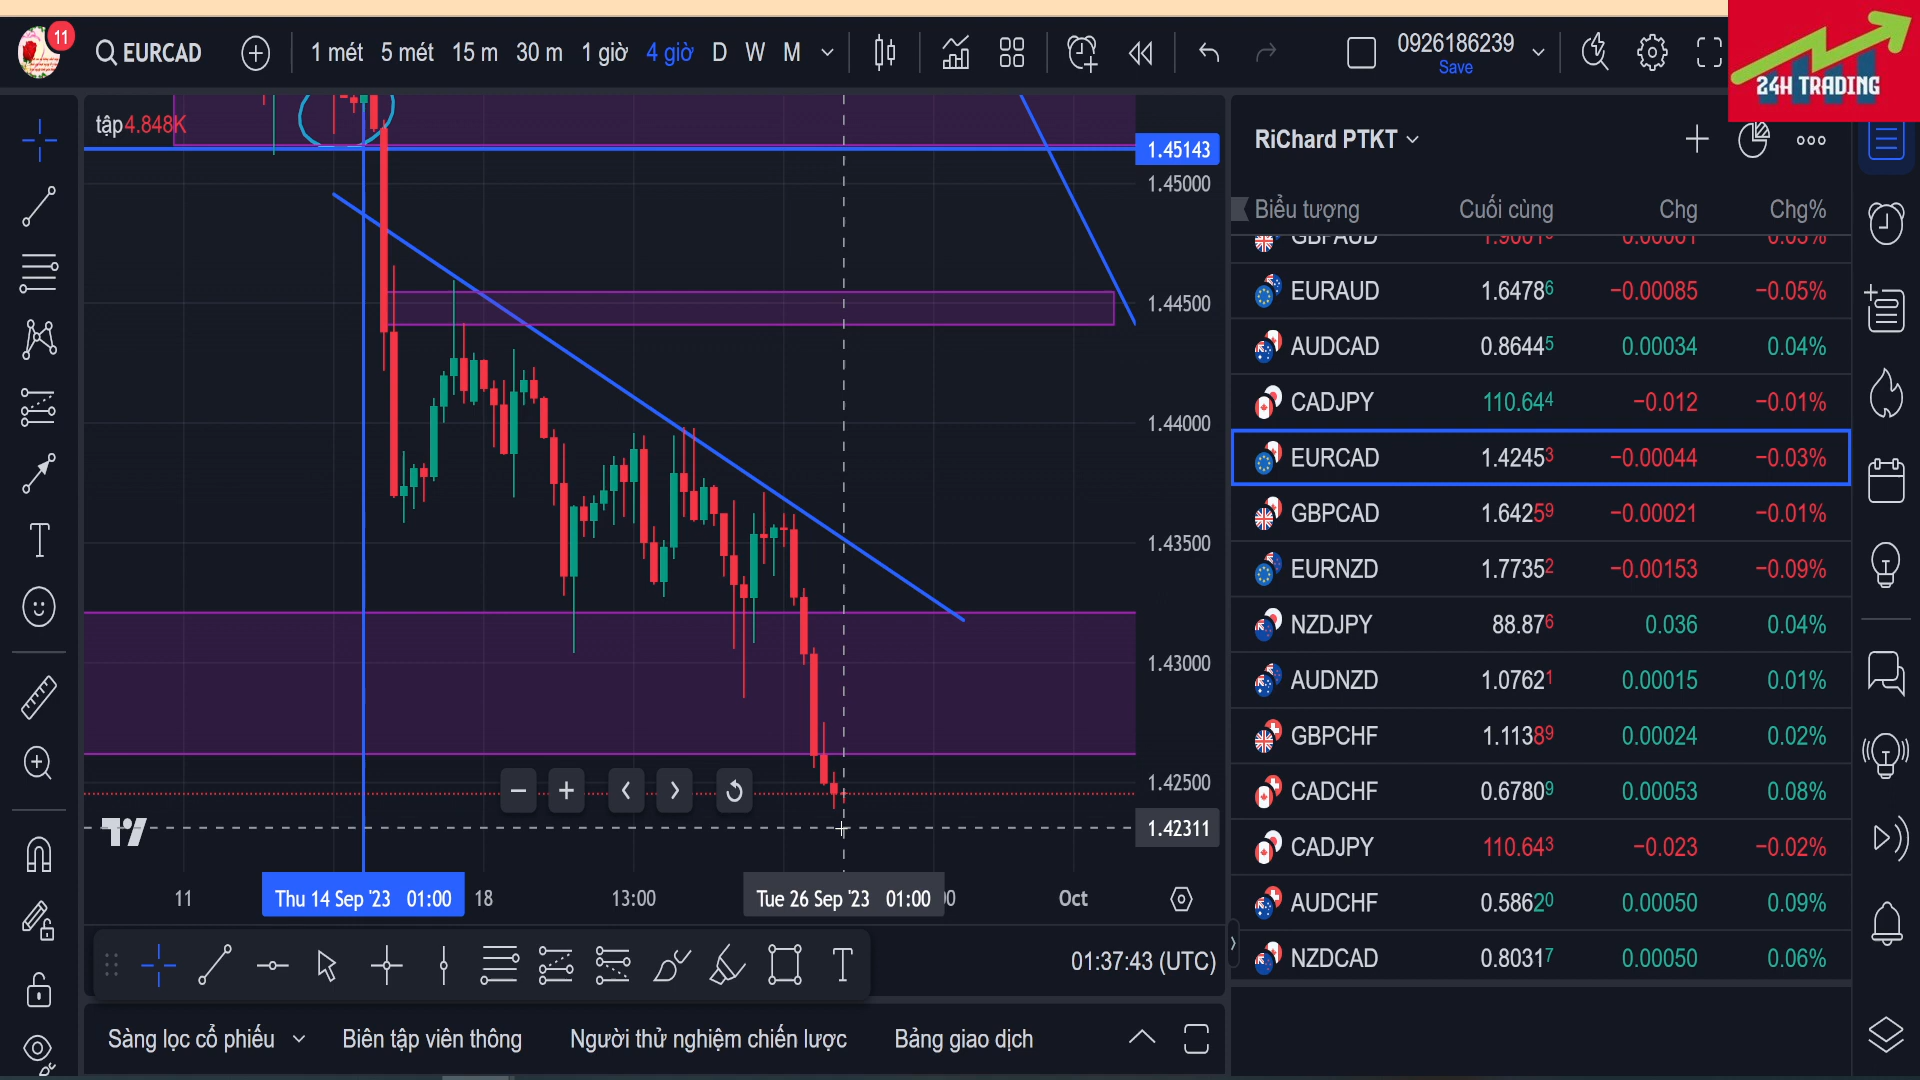 11
EURCAD
1 mét 5 mét 15 m 30 m 1 giờ 4 giờ D W M
0926186239
Save
24H TRADING
tập 4.848K
1.45143
1.45000
1.44500
1.44000
1.43500
1.43000
1.42500
1.42311
11
Thu 14 Sep '23 01:00
18
13:00
Tue 26 Sep '23 01:00
Oct
01:37:43 (UTC)
Sàng lọc cổ phiếu
Biên tập viên thông
Người thử nghiệm chiến lược
Bảng giao dịch
RiChard PTKT
Biểu tượng Cuối cùng Chg Chg%
EURAUD 1.64786 −0.00085 −0.05%
AUDCAD 0.86445 0.00034 0.04%
CADJPY 110.644 −0.012 −0.01%
EURCAD 1.42453 −0.00044 −0.03%
GBPCAD 1.64259 −0.00021 −0.01%
EURNZD 1.77352 −0.00153 −0.09%
NZDJPY 88.876 0.036 0.04%
AUDNZD 1.07621 0.00015 0.01%
GBPCHF 1.11389 0.00024 0.02%
CADCHF 0.67809 0.00053 0.08%
CADJPY 110.643 −0.023 −0.02%
AUDCHF 0.58620 0.00050 0.09%
NZDCAD 0.80317 0.00050 0.06%